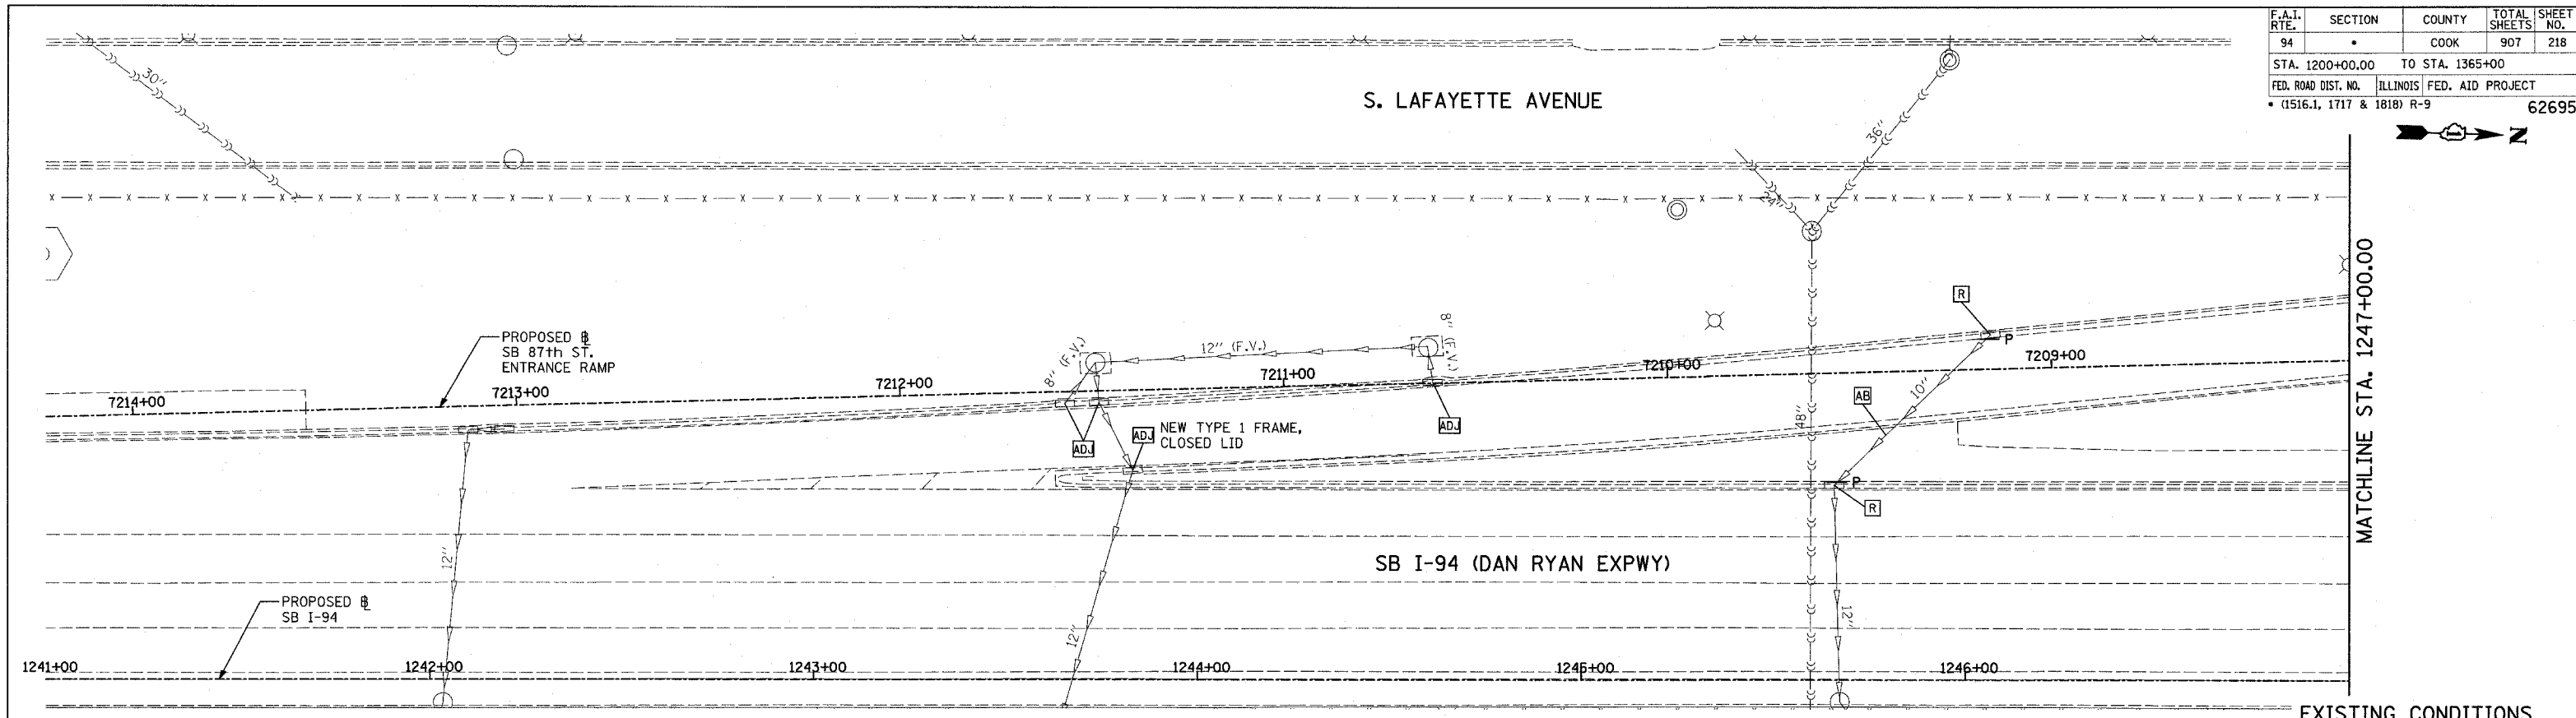 F.A.I. RTE. SECTION COUNTY TOTAL SHEETS SHEET NO.
94 • COOK 907 218
STA. 1200+00.00 TO STA. 1365+00
FED. ROAD DIST. NO. ILLINOIS FED. AID PROJECT
• (1516.1, 1717 & 1818) R-9
62695
N
S. LAFAYETTE AVENUE
30"
36"
24"
48"
MATCHLINE STA. 1247+00.00
PROPOSED B
SB 87th ST.
ENTRANCE RAMP
8" (F.V.)
12" (F.V.)
8" (F.V.)
R
P
7214+00
7213+00
7212+00
7211+00
7210+00
7209+00
10"
AB
ADJ
ADJ
NEW TYPE 1 FRAME,
CLOSED LID
ADJ
P
R
12"
SB I-94 (DAN RYAN EXPWY)
PROPOSED B
SB I-94
12"
12"
1241+00
1242+00
1243+00
1244+00
1245+00
1246+00
EXISTING CONDITIONS